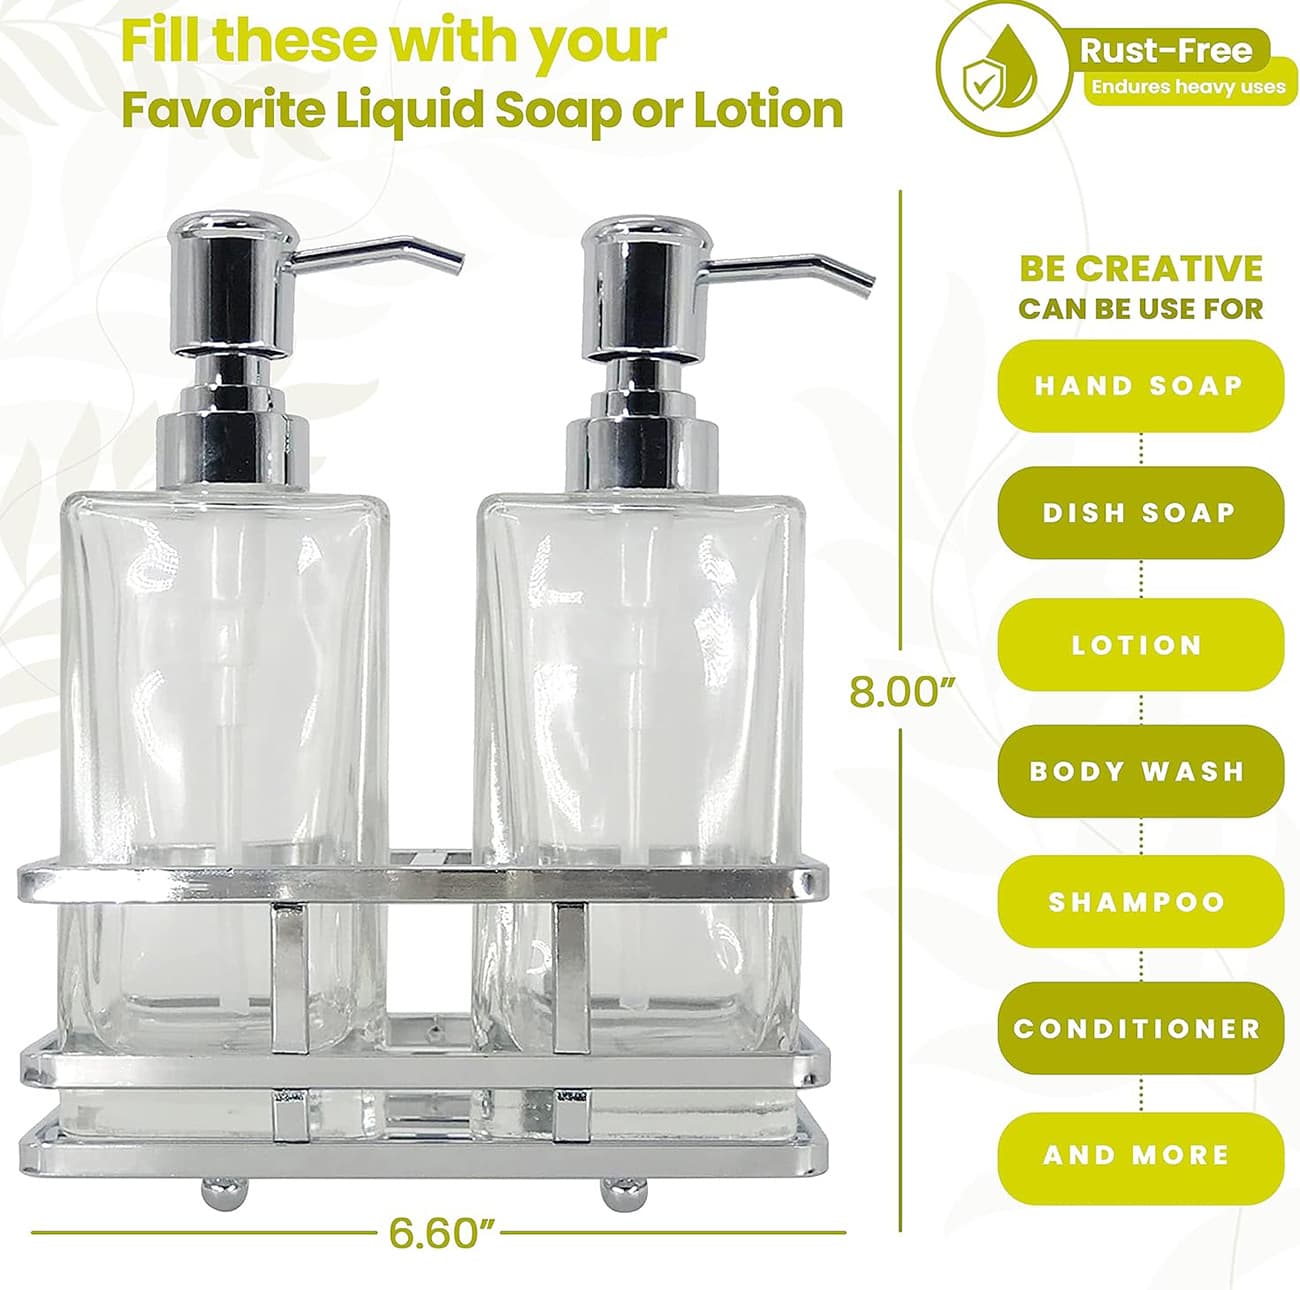 Fill these with your
Favorite Liquid Soap or Lotion
Rust-Free
Endures heavy uses
BE CREATIVE
CAN BE USE FOR
HAND SOAP
DISH SOAP
LOTION
BODY WASH
SHAMPOO
CONDITIONER
AND MORE
8.00”
6.60”